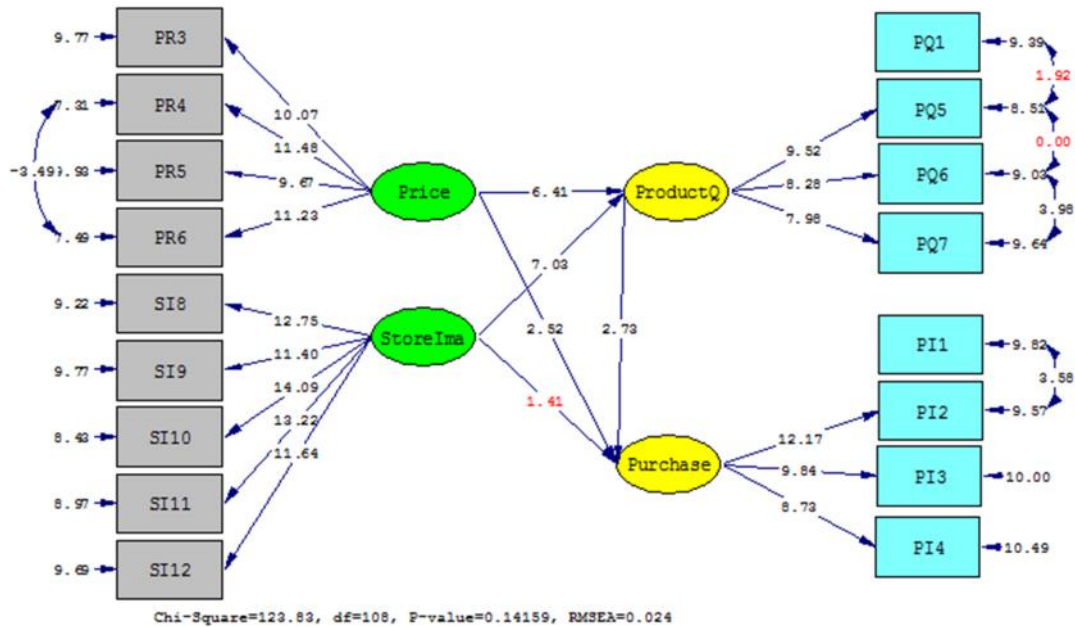 9.77 PR3
7.31 PR4
-3.49
9.93 PR5
7.49 PR6
9.22 SI8
9.77 SI9
8.43 SI10
8.97 SI11
9.69 SI12
10.07
11.48
9.67
11.23
12.75
11.40
14.09
13.22
11.64
Price
StoreIma
6.41
7.03
2.52
2.73
1.41
ProductQ
Purchase
9.52
8.28
7.98
12.17
9.84
8.73
PQ1 9.39
1.92
PQ5 8.51
0.00
PQ6 9.03
3.98
PQ7 9.64
PI1 9.82
3.58
PI2 9.57
PI3 10.00
PI4 10.49
Chi-Square=123.83, df=108, P-value=0.14159, RMSEA=0.024